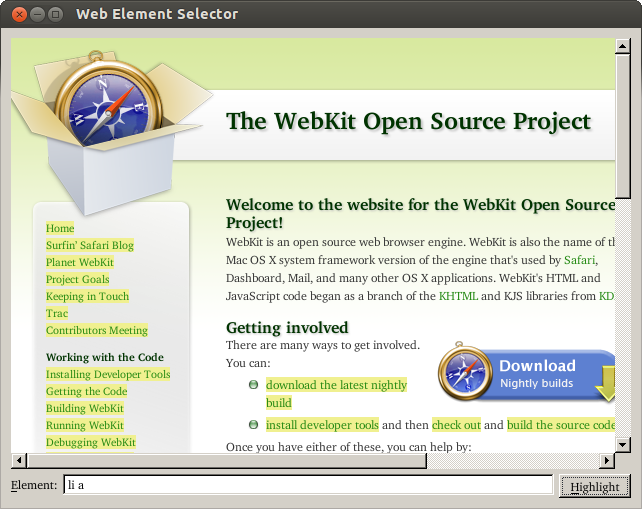 Web Element Selector
N
E
The WebKit Open Source Project
Home
Surfin' Safari Blog
Planet WebKit
Project Goals
Keeping in Touch
Trac
Contributors Meeting
Working with the Code
Installing Developer Tools
Getting the Code
Building WebKit
Running WebKit
Debugging WebKit
Welcome to the website for the WebKit Open Source
Project!
WebKit is an open source web browser engine. WebKit is also the name of th
Mac OS X system framework version of the engine that's used by Safari,
Dashboard, Mail, and many other OS X applications. WebKit's HTML and
JavaScript code began as a branch of the KHTML and KJS libraries from KD
Getting involved
There are many ways to get involved.
You can:
download the latest nightly
build
install developer tools and then check out and build the source code
Once you have either of these, you can help by:
Download
Nightly builds
Element:
li a
Highlight